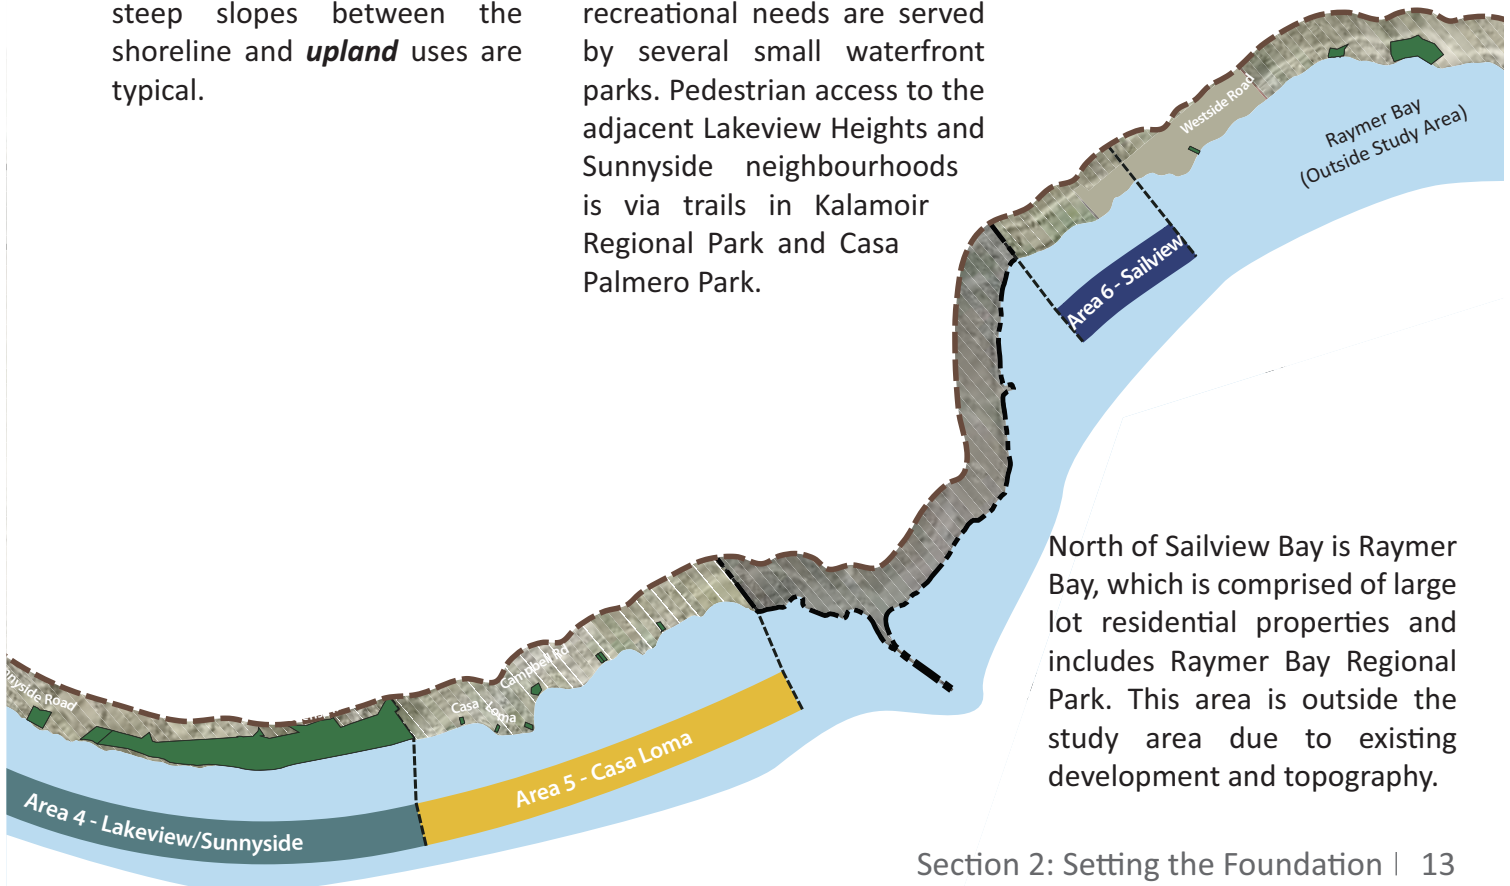 steep slopes between the
shoreline and upland uses are
typical.
recreational needs are served
by several small waterfront
parks. Pedestrian access to the
adjacent Lakeview Heights and
Sunnyside neighbourhoods
is via trails in Kalamoir
Regional Park and Casa
Palmero Park.
Westside Road
Raymer Bay
(Outside Study Area)
Area 6 - Sailview
Campbell Rd
Casa Loma
Road
Area 5 - Casa Loma
Area 4 - Lakeview/Sunnyside
North of Sailview Bay is Raymer
Bay, which is comprised of large
lot residential properties and
includes Raymer Bay Regional
Park. This area is outside the
study area due to existing
development and topography.
Section 2: Setting the Foundation | 13